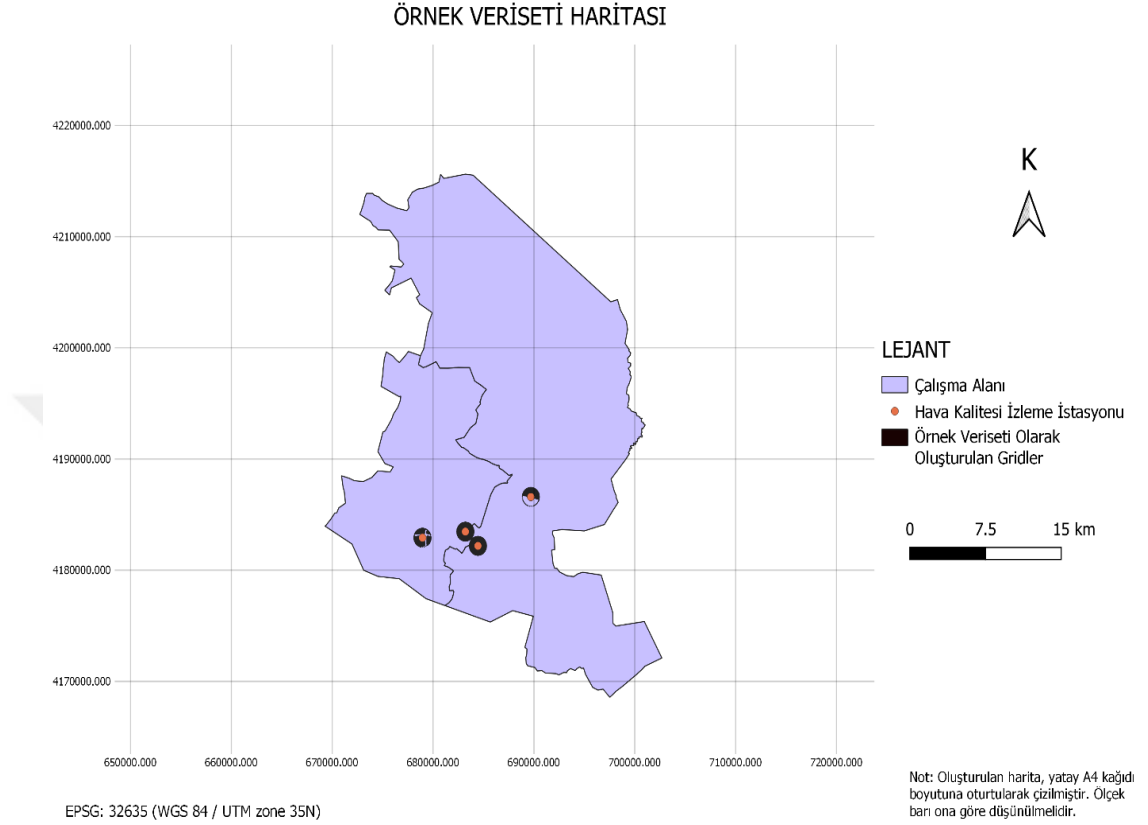 ÖRNEK VERİSETİ HARİTASI
4220000.000
4210000.000
4200000.000
4190000.000
4180000.000
4170000.000
650000.000 660000.000 670000.000 680000.000 690000.000 700000.000 710000.000 720000.000
K
LEJANT
Çalışma Alanı
Hava Kalitesi İzleme İstasyonu
Örnek Veriseti Olarak
Oluşturulan Gridler
0 7.5 15 km
EPSG: 32635 (WGS 84 / UTM zone 35N)
Not: Oluşturulan harita, yatay A4 kağıdı
boyutuna oturtularak çizilmiştir. Ölçek
barı ona göre düşünülmelidir.